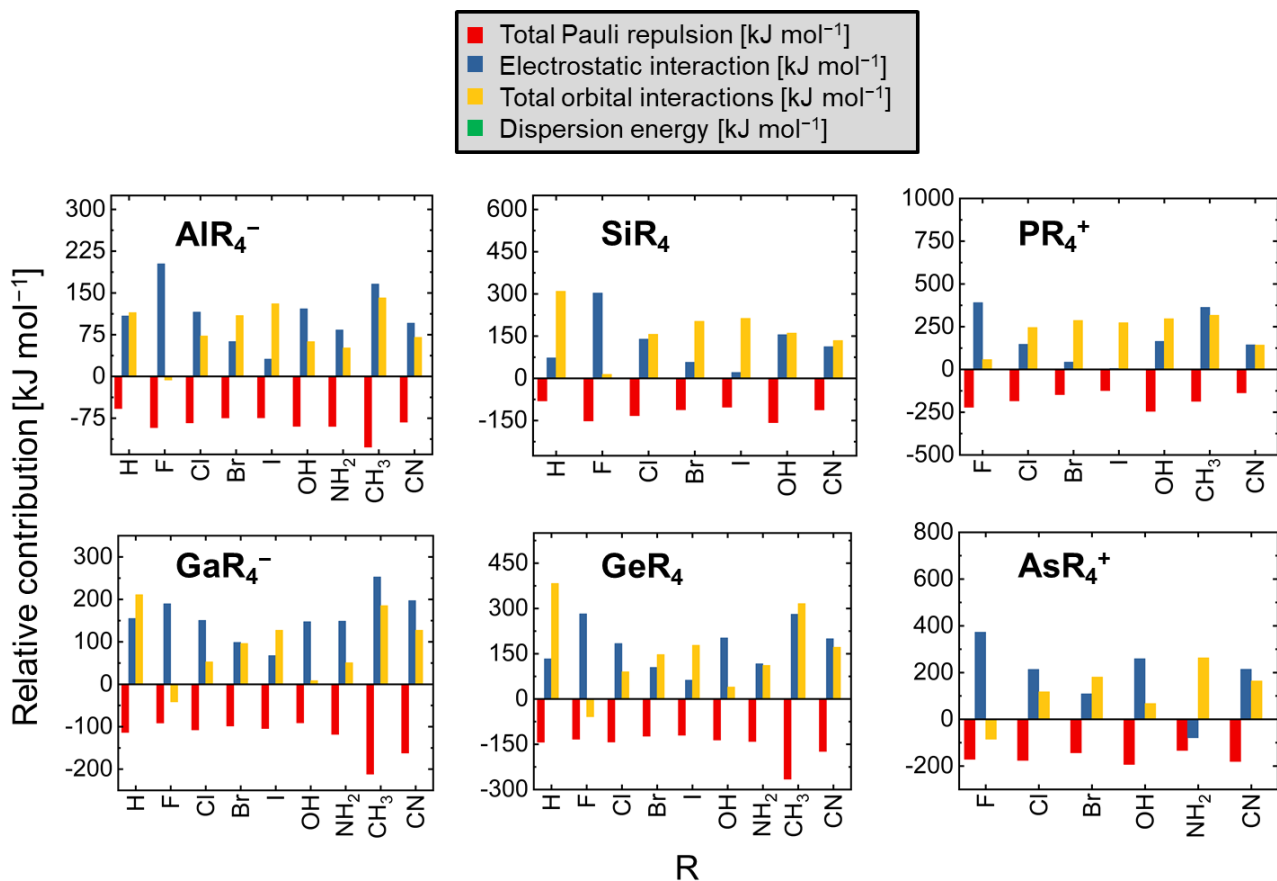 Total Pauli repulsion [kJ mol⁻¹]
Electrostatic interaction [kJ mol⁻¹]
Total orbital interactions [kJ mol⁻¹]
Dispersion energy [kJ mol⁻¹]
Relative contribution [kJ mol⁻¹]
AlR₄⁻
300
225
150
75
0
-75
H F Cl Br I OH NH₂ CH₃ CN
SiR₄
600
450
300
150
0
-150
H F Cl Br I OH CN
PR₄⁺
1000
750
500
250
0
-250
-500
F Cl Br I OH CH₃ CN
GaR₄⁻
300
200
100
0
-100
-200
H F Cl Br I OH NH₂ CH₃ CN
GeR₄
450
300
150
0
-150
-300
H F Cl Br I OH NH₂ CH₃ CN
AsR₄⁺
800
600
400
200
0
-200
F Cl Br OH NH₂ CN
R